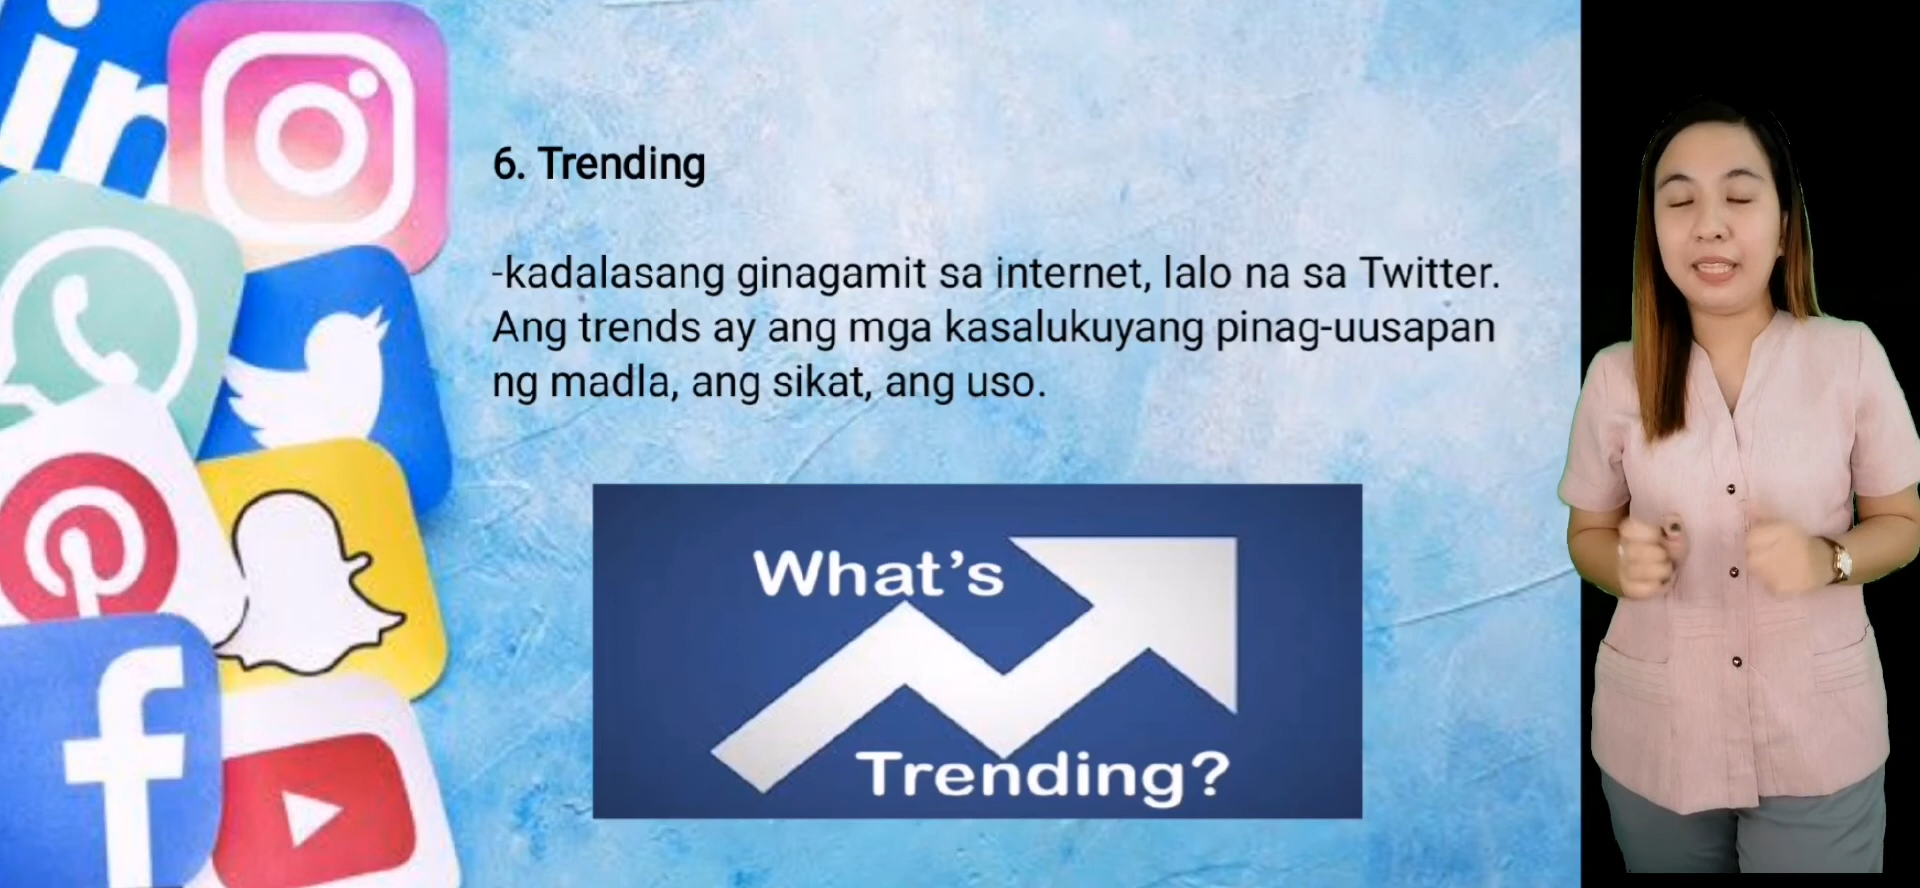 in
6. Trending
-kadalasang ginagamit sa internet, lalo na sa Twitter.
Ang trends ay ang mga kasalukuyang pinag-uusapan
ng madla, ang sikat, ang uso.
What's
Trending?
f